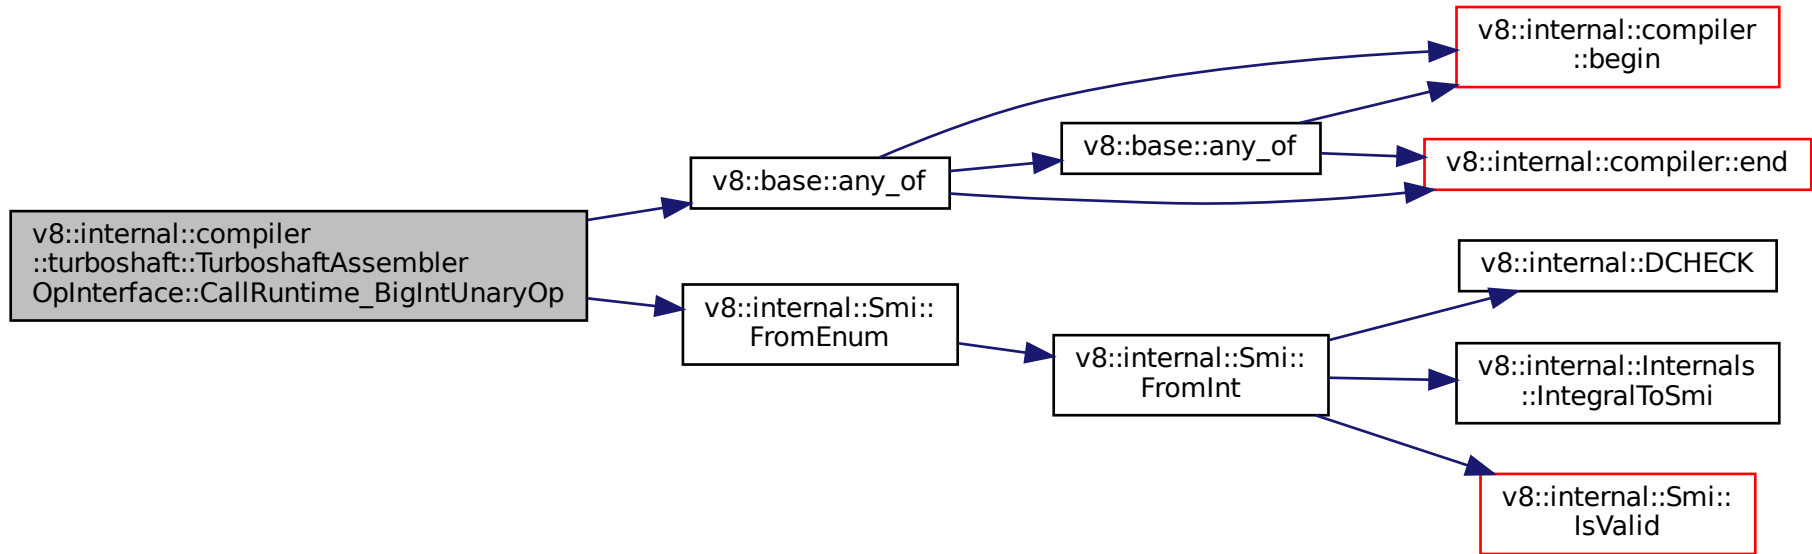 v8::internal::compiler
::turboshaft::TurboshaftAssembler
OpInterface::CallRuntime_BigIntUnaryOp
v8::base::any_of
v8::base::any_of
v8::internal::compiler
::begin
v8::internal::compiler::end
v8::internal::Smi::
FromEnum
v8::internal::Smi::
FromInt
v8::internal::DCHECK
v8::internal::Internals
::IntegralToSmi
v8::internal::Smi::
IsValid